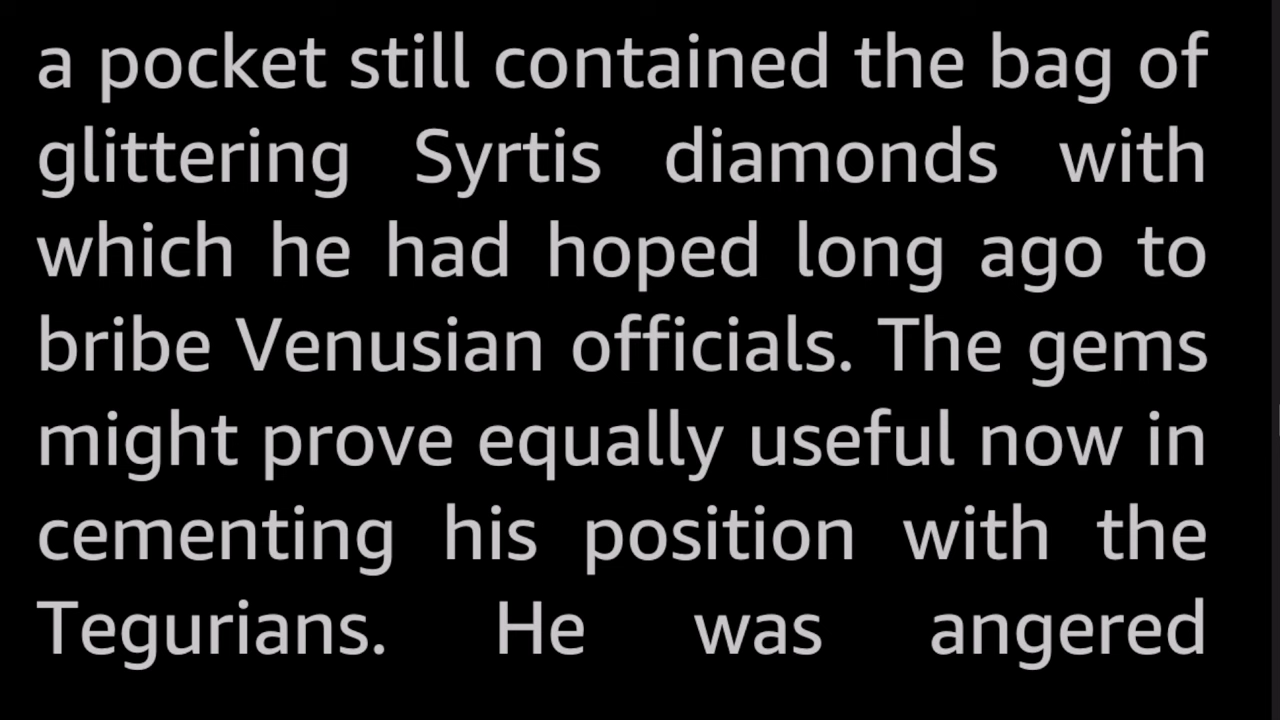 a pocket still contained the bag of
glittering Syrtis diamonds with
which he had hoped long ago to
bribe Venusian officials. The gems
might prove equally useful now in
cementing his position with the
Tegurians. He was angered